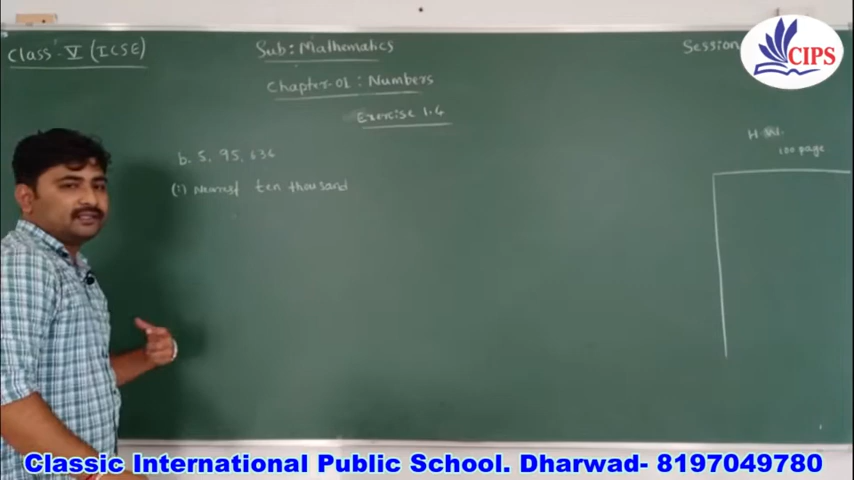 Class - V (ICSE)
Sub: Mathematics
Session
CIPS
Chapter-01 : Numbers
Exercise 1.4
H.W.
100 page
b. 5, 95, 636
(i) Nearest ten thousand
Classic International Public School. Dharwad- 8197049780